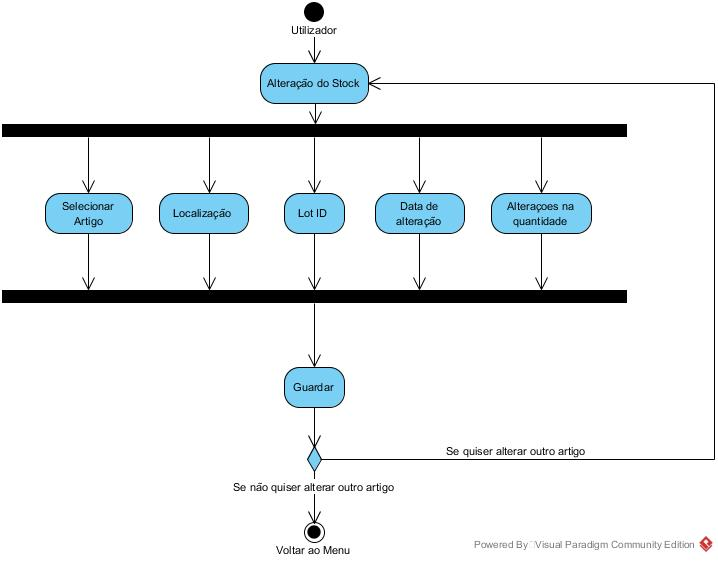 Utilizador
Alteração do Stock
Selecionar
Artigo
Localização
Lot ID
Data de
alteração
Alteraçoes na
quantidade
Guardar
Se quiser alterar outro artigo
Se não quiser alterar outro artigo
Voltar ao Menu
Powered By Visual Paradigm Community Edition